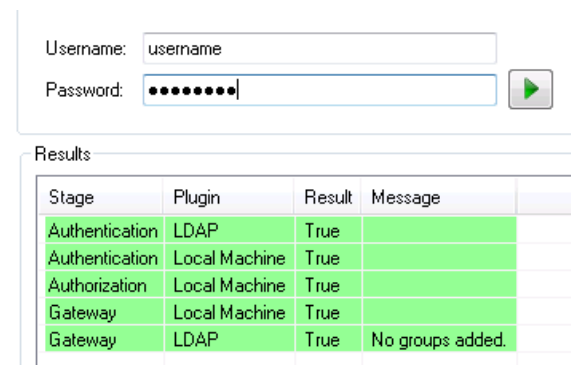 Username: username
Password: ●●●●●●●●
Results
Stage Plugin Result Message
Authentication LDAP True
Authentication Local Machine True
Authorization Local Machine True
Gateway Local Machine True
Gateway LDAP True No groups added.